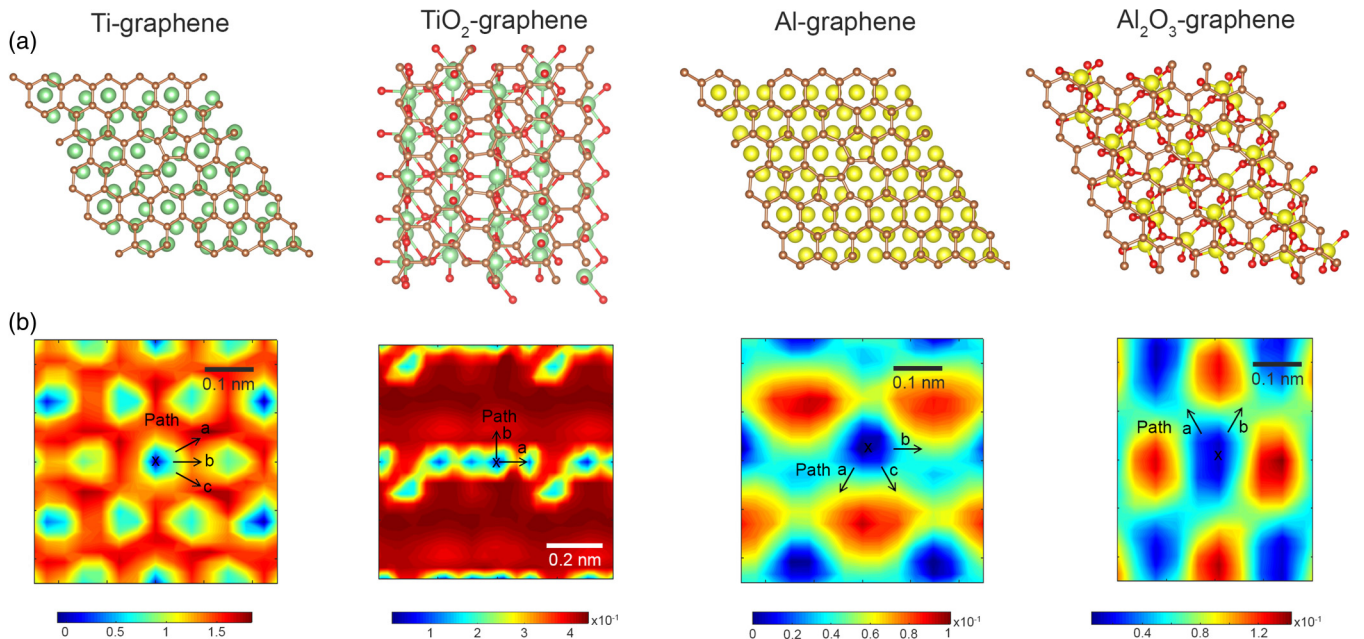 Ti-graphene TiO₂-graphene Al-graphene Al₂O₃-graphene
(a)
(b)
0.1 nm
Path
a
b
c
0 0.5 1 1.5
Path
b
a
0.2 nm
1 2 3 4 x10⁻¹
0.1 nm
b
Path
a
c
0 0.2 0.4 0.6 0.8 1 x10⁻¹
0.1 nm
Path
a
b
0.4 0.8 1.2 x10⁻¹